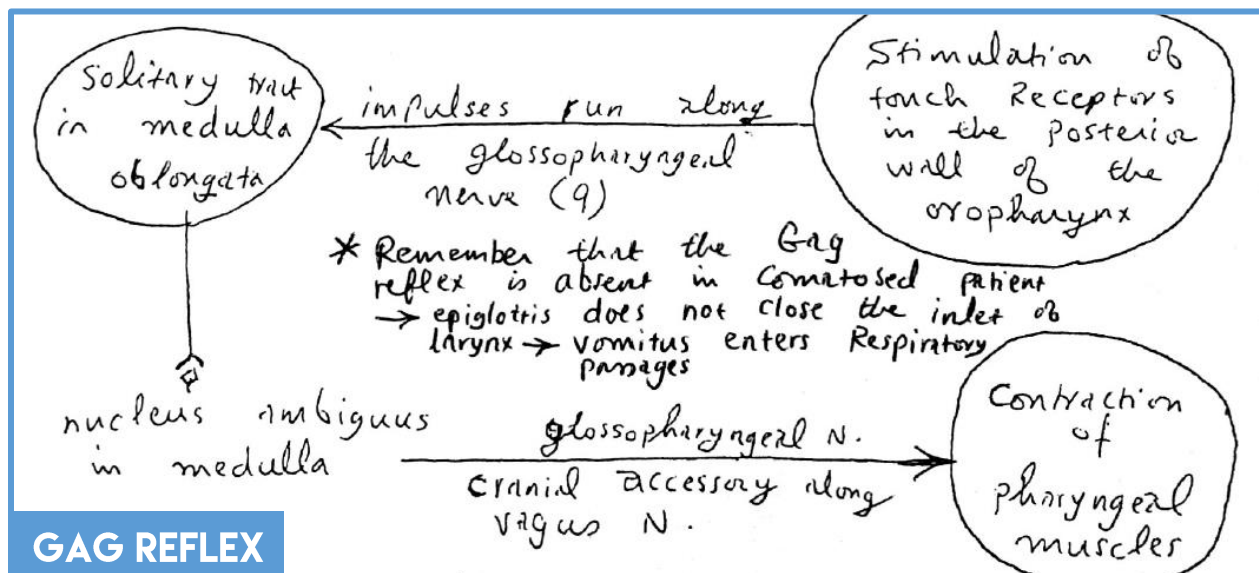 Solitary tract
in medulla
oblongata
impulses run along
the glossopharyngeal
nerve (9)
Stimulation of
touch Receptors
in the posterior
wall of the
oropharynx
* Remember that the Gag
reflex is absent in Comatosed patient
→ epiglottis does not close the inlet of
larynx → vomitus enters Respiratory
passages
nucleus ambiguus
in medulla
glossopharyngeal N.
cranial accessory along
vagus N.
Contraction
of
pharyngeal
muscles
GAG REFLEX